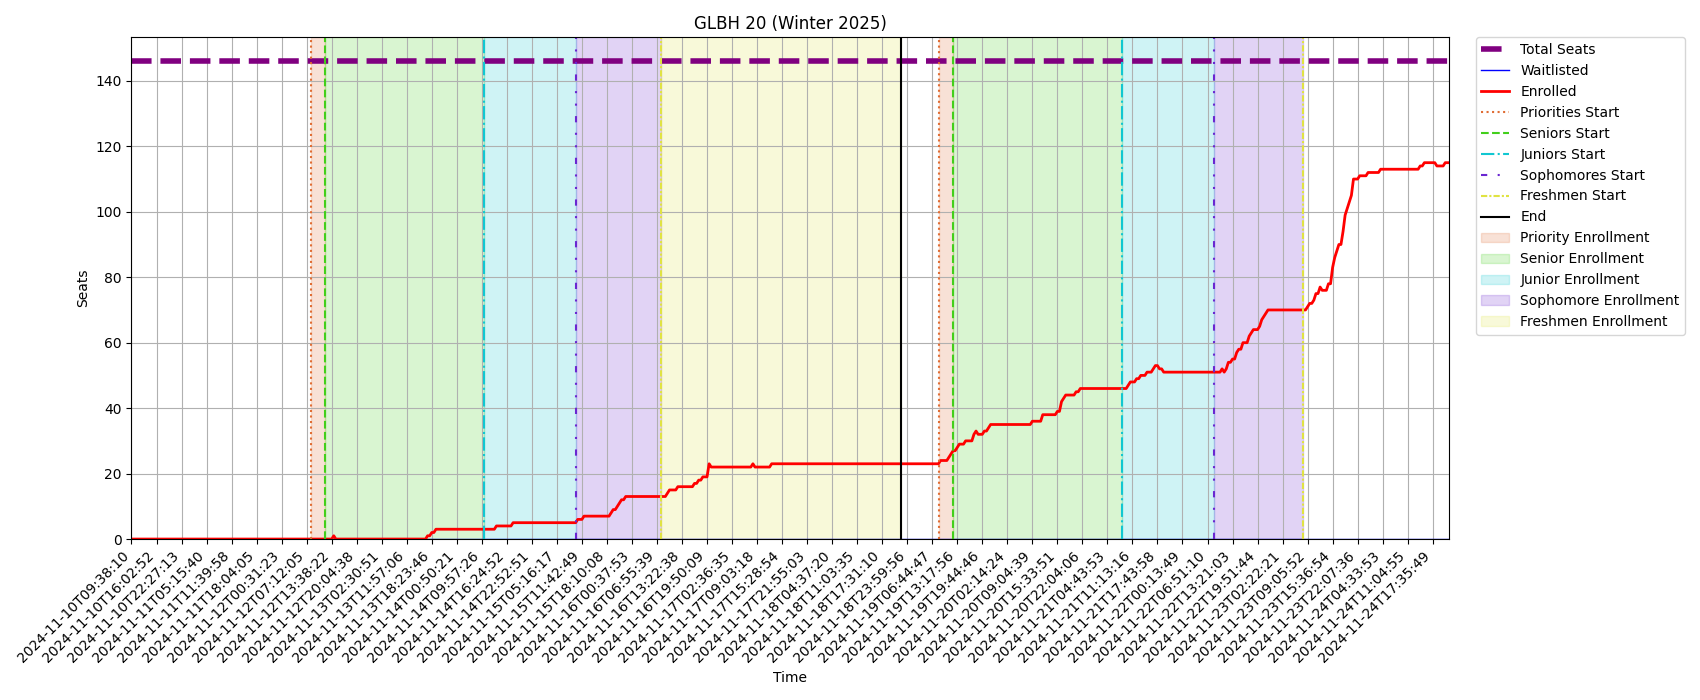 GLBH 20 (Winter 2025)
Total Seats
Waitlisted
Enrolled
Priorities Start
Seniors Start
Juniors Start
Sophomores Start
Freshmen Start
End
Priority Enrollment
Senior Enrollment
Junior Enrollment
Sophomore Enrollment
Freshmen Enrollment
Seats
140
120
100
80
60
40
20
0
2024-11-10T09:38:10
2024-11-10T16:02:52
2024-11-10T22:27:13
2024-11-11T05:15:40
2024-11-11T11:39:58
2024-11-11T18:04:05
2024-11-12T00:31:23
2024-11-12T07:12:05
2024-11-12T13:38:22
2024-11-12T20:04:38
2024-11-13T02:30:51
2024-11-13T11:57:06
2024-11-13T18:23:46
2024-11-14T00:50:21
2024-11-14T09:57:26
2024-11-14T16:24:52
2024-11-14T22:52:51
2024-11-15T05:16:17
2024-11-15T11:42:49
2024-11-15T18:10:08
2024-11-16T00:37:53
2024-11-16T06:55:39
2024-11-16T13:22:38
2024-11-16T19:50:09
2024-11-17T02:36:35
2024-11-17T09:03:18
2024-11-17T15:28:54
2024-11-17T21:55:03
2024-11-18T04:37:20
2024-11-18T11:03:35
2024-11-18T17:31:10
2024-11-18T23:59:56
2024-11-19T06:44:47
2024-11-19T13:17:56
2024-11-19T19:44:46
2024-11-20T02:14:24
2024-11-20T09:04:39
2024-11-20T15:33:51
2024-11-20T22:04:06
2024-11-21T04:43:53
2024-11-21T11:13:16
2024-11-21T17:43:58
2024-11-22T00:13:49
2024-11-22T06:51:10
2024-11-22T13:21:03
2024-11-22T19:51:44
2024-11-23T02:22:21
2024-11-23T09:05:52
2024-11-23T15:36:54
2024-11-23T22:07:36
2024-11-24T04:33:53
2024-11-24T11:04:55
2024-11-24T17:35:49
Time